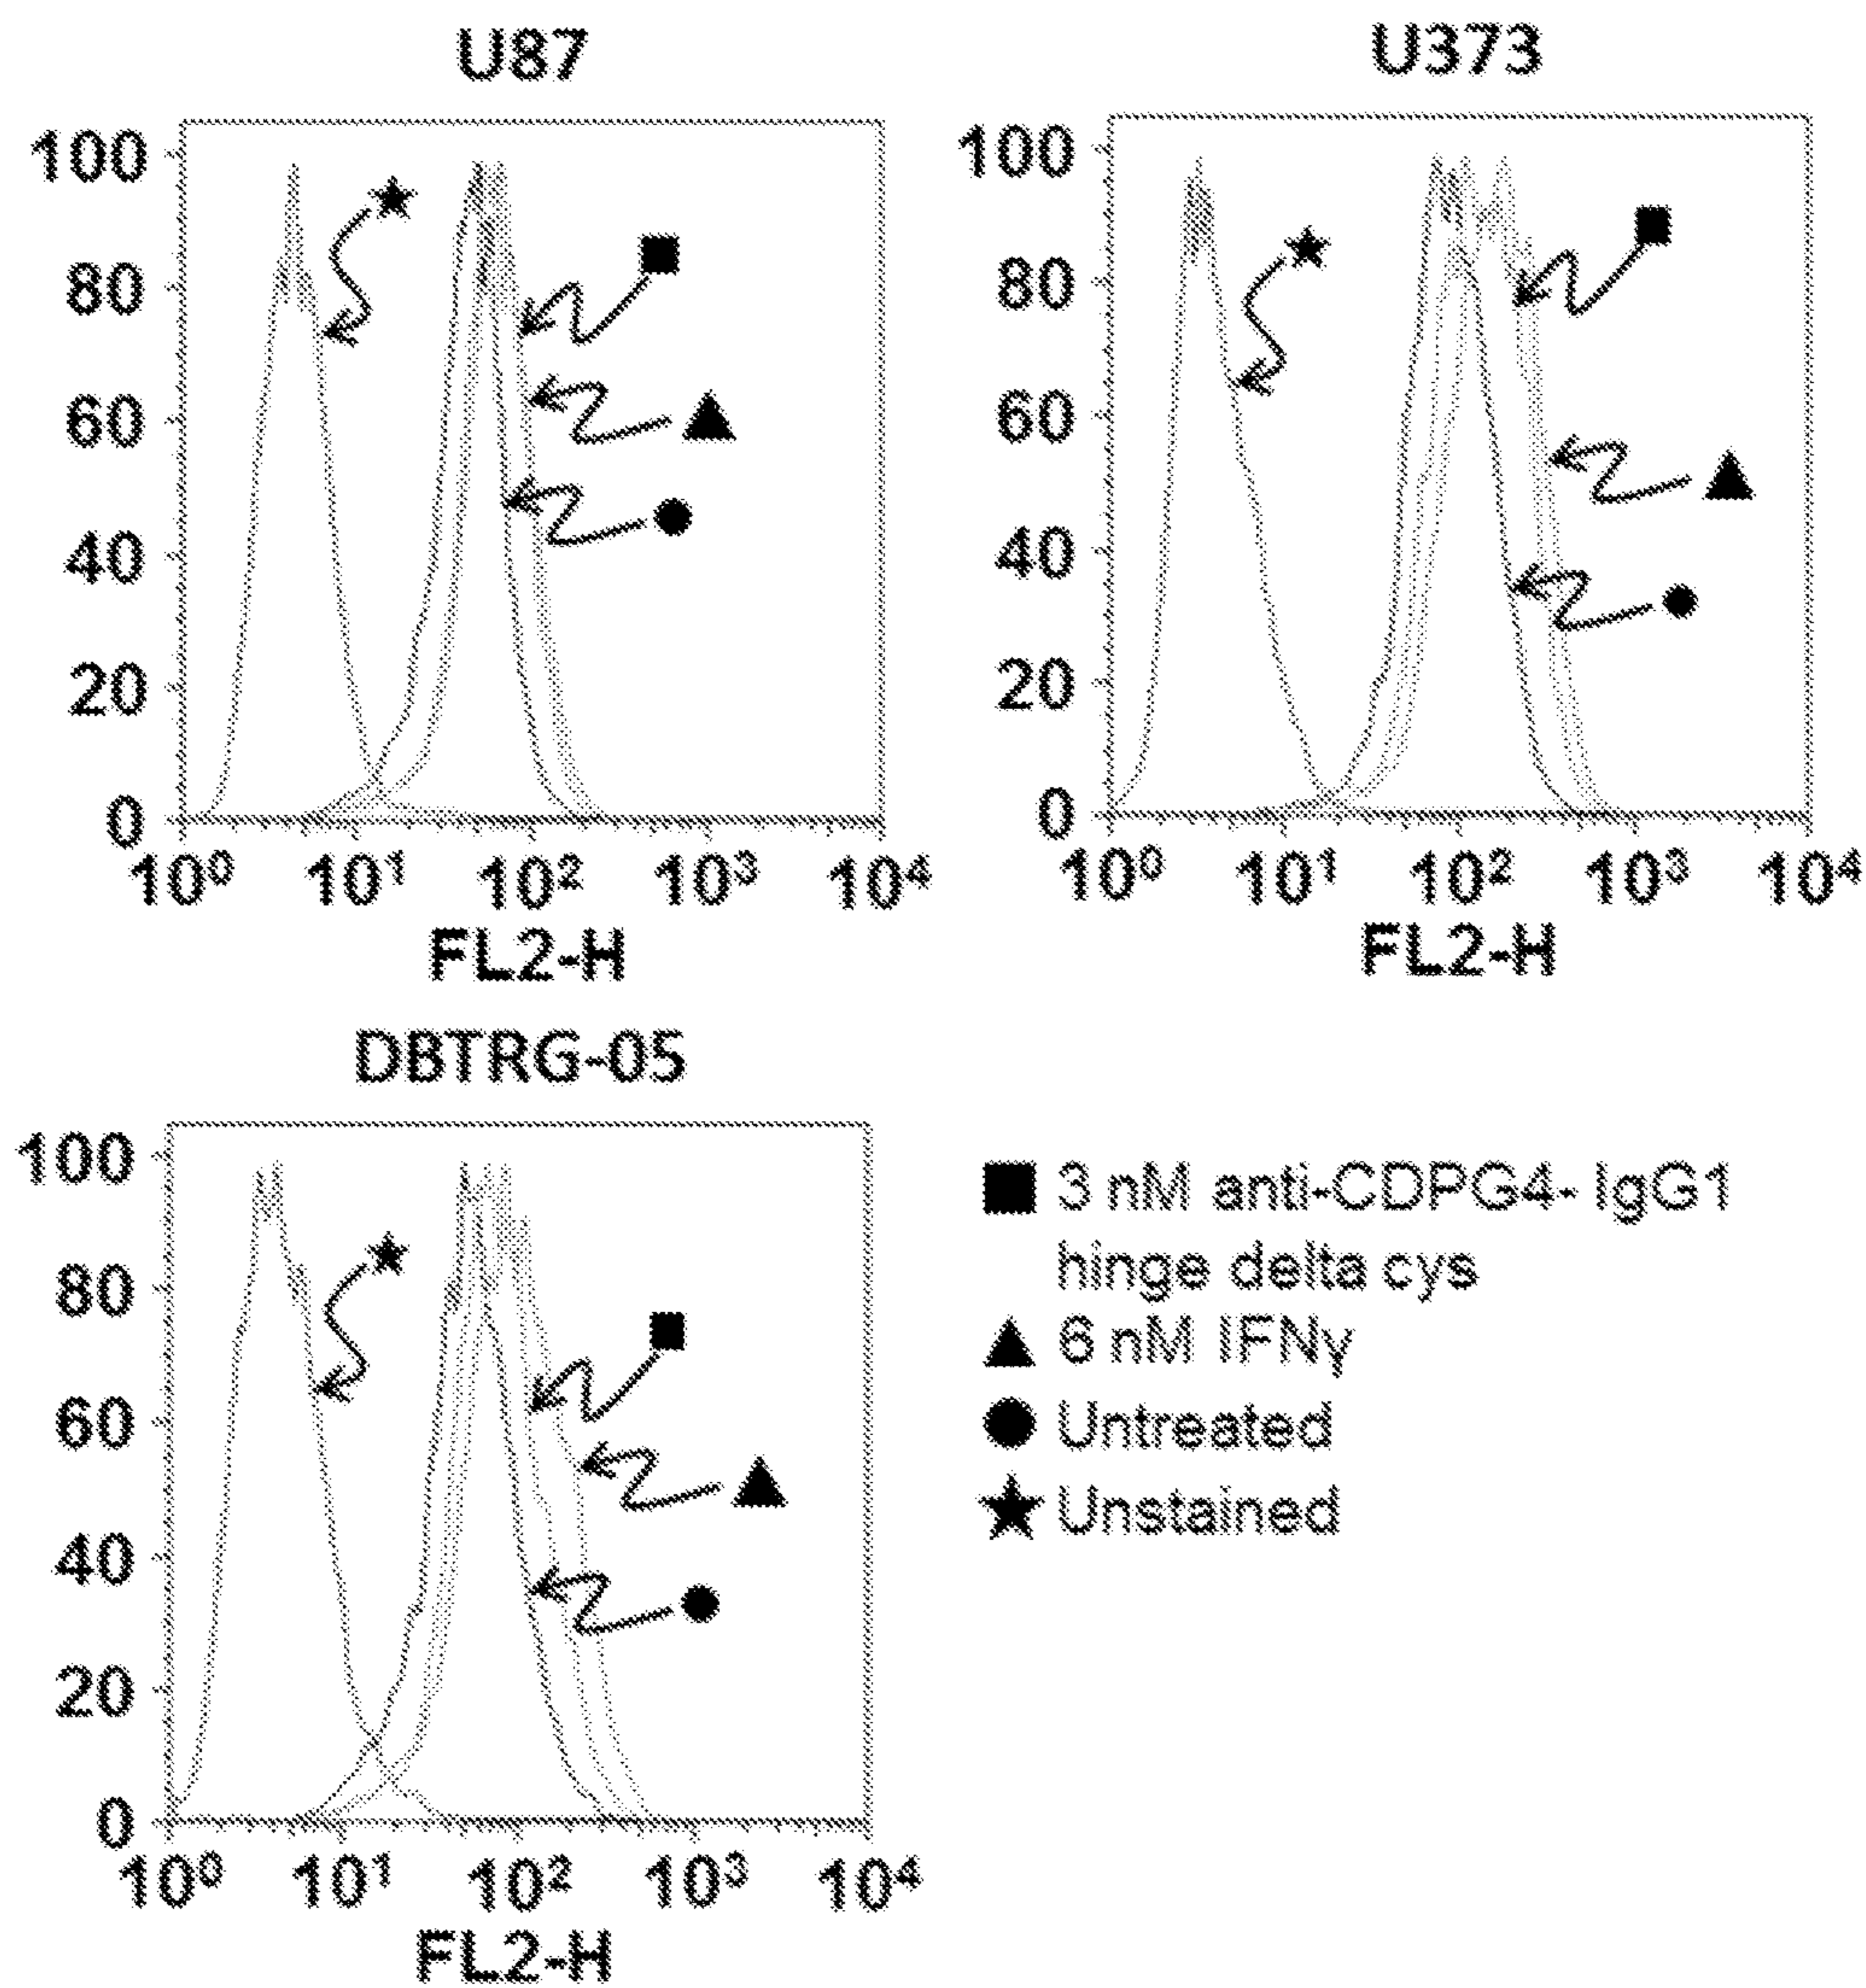 U87
100
80
60
40
20
0
10⁰ 10¹ 10² 10³ 10⁴
FL2-H
U373
100
80
60
40
20
0
10⁰ 10¹ 10² 10³ 10⁴
FL2-H
DBTRG-05
100
80
60
40
20
0
10⁰ 10¹ 10² 10³ 10⁴
FL2-H
3 nM anti-CDPG4- IgG1
hinge delta cys
6 nM IFNγ
Untreated
Unstained